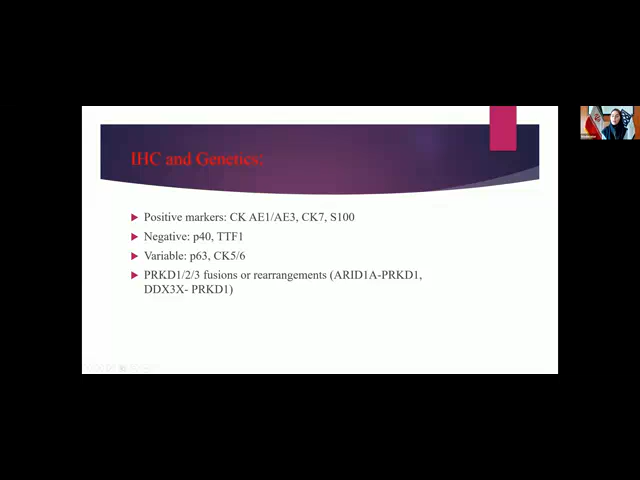 IHC and Genetics:
Positive markers: CK AE1/AE3, CK7, S100
Negative: p40, TTF1
Variable: p63, CK5/6
PRKD1/2/3 fusions or rearrangements (ARID1A-PRKD1,
DDX3X- PRKD1)